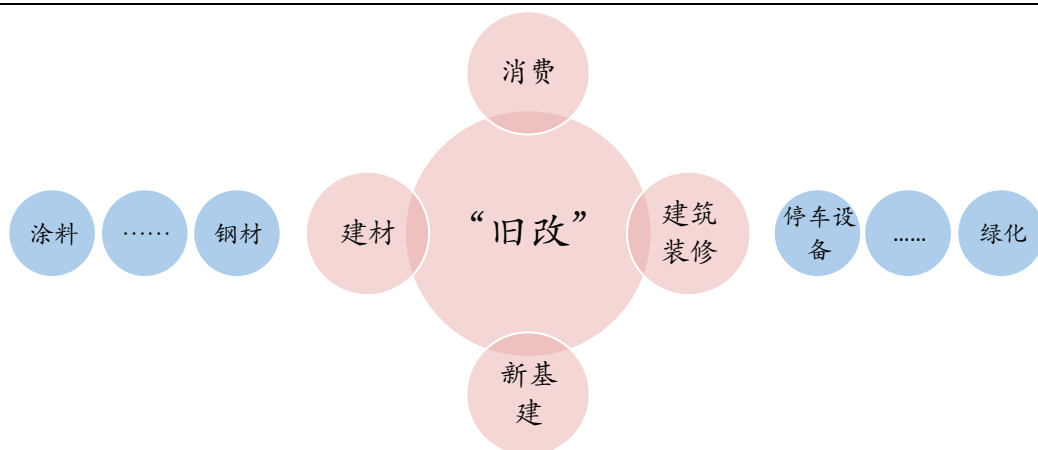 消费
涂料
……
钢材
建材
“旧改”
建筑
装修
停车设
备
......
绿化
新基
建